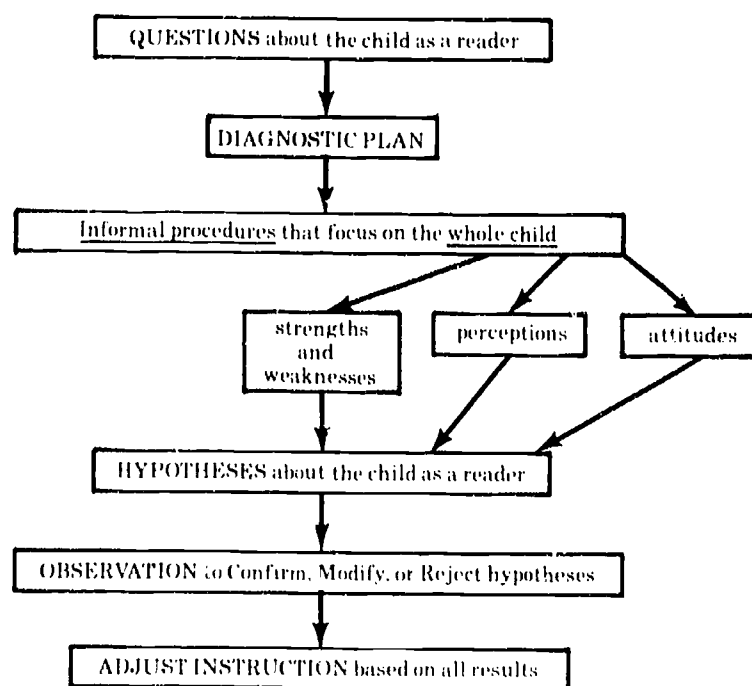 QUESTIONS about the child as a reader
DIAGNOSTIC PLAN
Informal procedures that focus on the whole child
strengths
and
weaknesses
perceptions
attitudes
HYPOTHESES about the child as a reader
OBSERVATION to Confirm, Modify, or Reject hypotheses
ADJUST INSTRUCTION based on all results